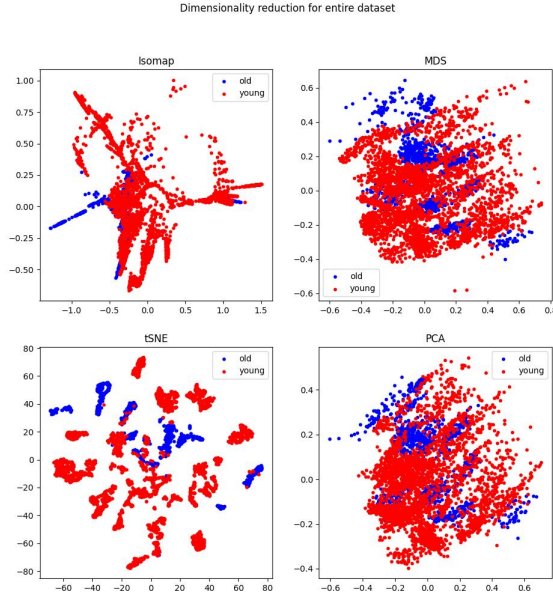 Dimensionality reduction for entire dataset
Isomap
1.00
0.75
0.50
0.25
0.00
−0.25
−0.50
−1.0 −0.5 0.0 0.5 1.0 1.5
old
young
MDS
0.6
0.4
0.2
0.0
−0.2
−0.4
−0.6
−0.6 −0.4 −0.2 0.0 0.2 0.4 0.6 0.8
old
young
tSNE
80
60
40
20
0
−20
−40
−60
−80
−60 −40 −20 0 20 40 60 80
old
young
PCA
0.4
0.2
0.0
−0.2
−0.4
−0.6 −0.4 −0.2 0.0 0.2 0.4 0.6
old
young